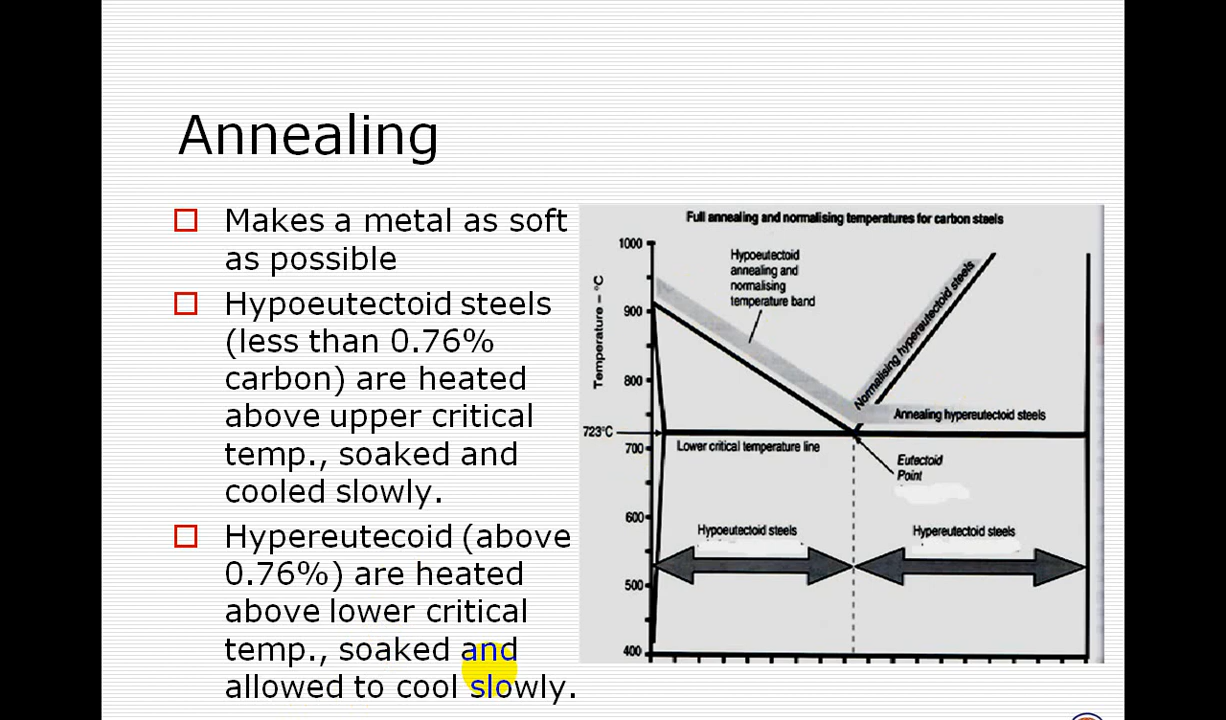 Annealing
Makes a metal as soft
as possible
Hypoeutectoid steels
(less than 0.76%
carbon) are heated
above upper critical
temp., soaked and
cooled slowly.
Hypereutecoid (above
0.76%) are heated
above lower critical
temp., soaked and
allowed to cool slowly.
Full annealing and normalising temperatures for carbon steels
Temperature – °C
1000
900
800
723°C
700
600
500
400
Hypoeutectoid
annealing and
normalising
temperature band
Normalising hypereutectoid steels
Annealing hypereutectoid steels
Lower critical temperature line
Eutectoid
Point
Hypoeutectoid steels
Hypereutectoid steels